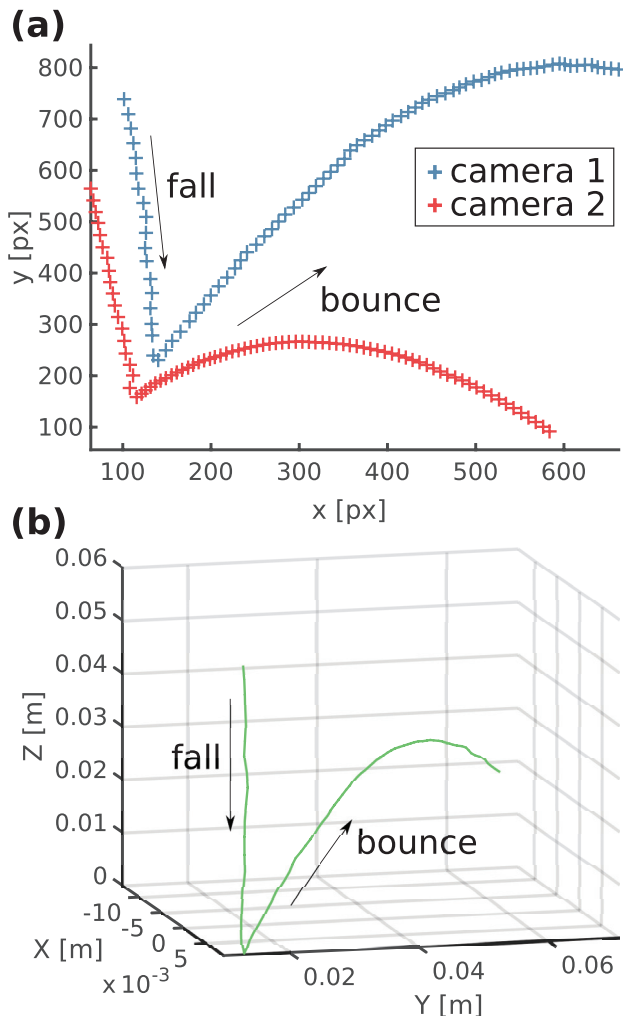 (a)
800
700
600
500
400
300
200
100
y [px]
fall
camera 1
camera 2
bounce
100 200 300 400 500 600
x [px]
(b)
0.06
0.05
0.04
0.03
0.02
0.01
0
Z [m]
fall
bounce
-10
-5
0
5
X [m]
x 10-3
0.02 0.04 0.06
Y [m]